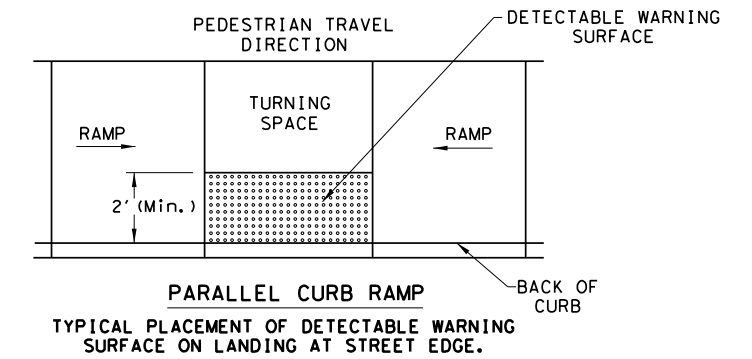 PEDESTRIAN TRAVEL
DIRECTION
DETECTABLE WARNING
SURFACE
TURNING
SPACE
RAMP
RAMP
2' (Min.)
BACK OF
CURB
PARALLEL CURB RAMP
TYPICAL PLACEMENT OF DETECTABLE WARNING
SURFACE ON LANDING AT STREET EDGE.